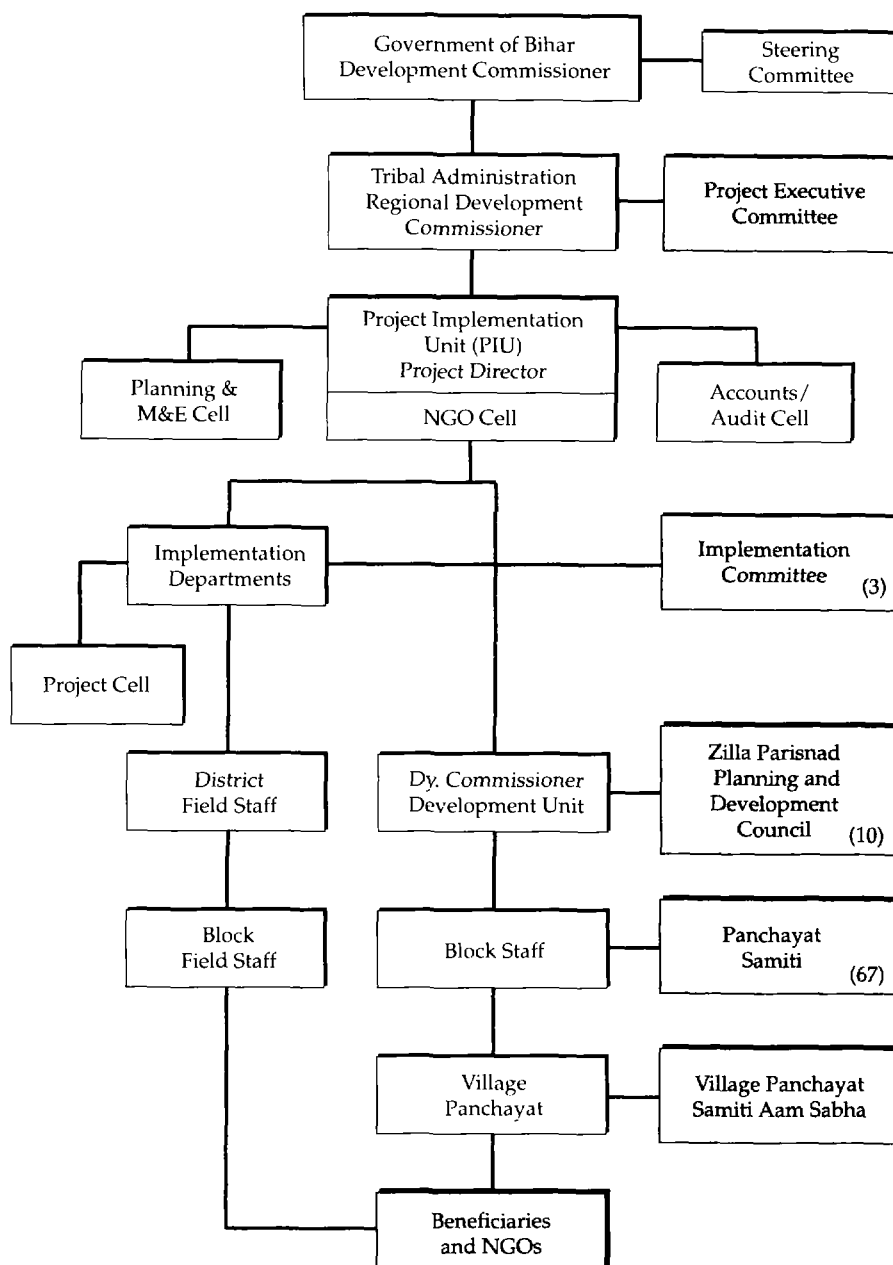 Government of Bihar
Development Commissioner
Steering
Committee
Tribal Administration
Regional Development
Commissioner
Project Executive
Committee
Project Implementation
Unit (PIU)
Project Director
NGO Cell
Planning &
M&E Cell
Accounts/
Audit Cell
Implementation
Departments
Implementation
Committee
(3)
Project Cell
District
Field Staff
Dy. Commissioner
Development Unit
Zilla Parisnad
Planning and
Development
Council
(10)
Block
Field Staff
Block Staff
Panchayat
Samiti
(67)
Village
Panchayat
Village Panchayat
Samiti Aam Sabha
Beneficiaries
and NGOs